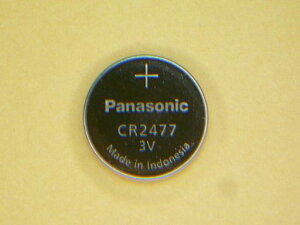 +
Panasonic
CR2477
3V
Made in Indonesia